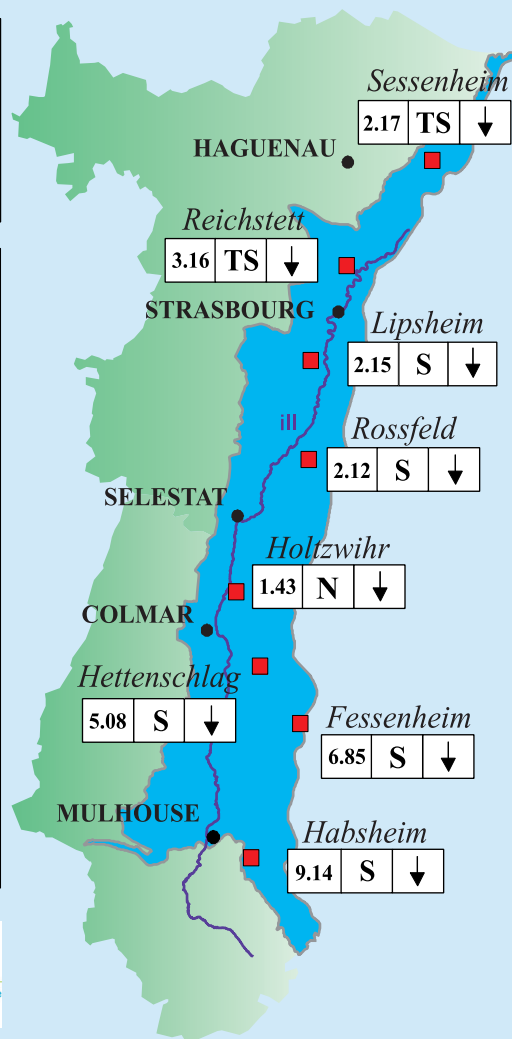 Sessenheim
2.17 TS ↓
HAGUENAU
Reichstett
3.16 TS ↓
STRASBOURG
Lipsheim
2.15 S ↓
ill
Rossfeld
2.12 S ↓
SELESTAT
Holtzwihr
1.43 N ↓
COLMAR
Hettenschlag
5.08 S ↓
Fessenheim
6.85 S ↓
MULHOUSE
Habsheim
9.14 S ↓